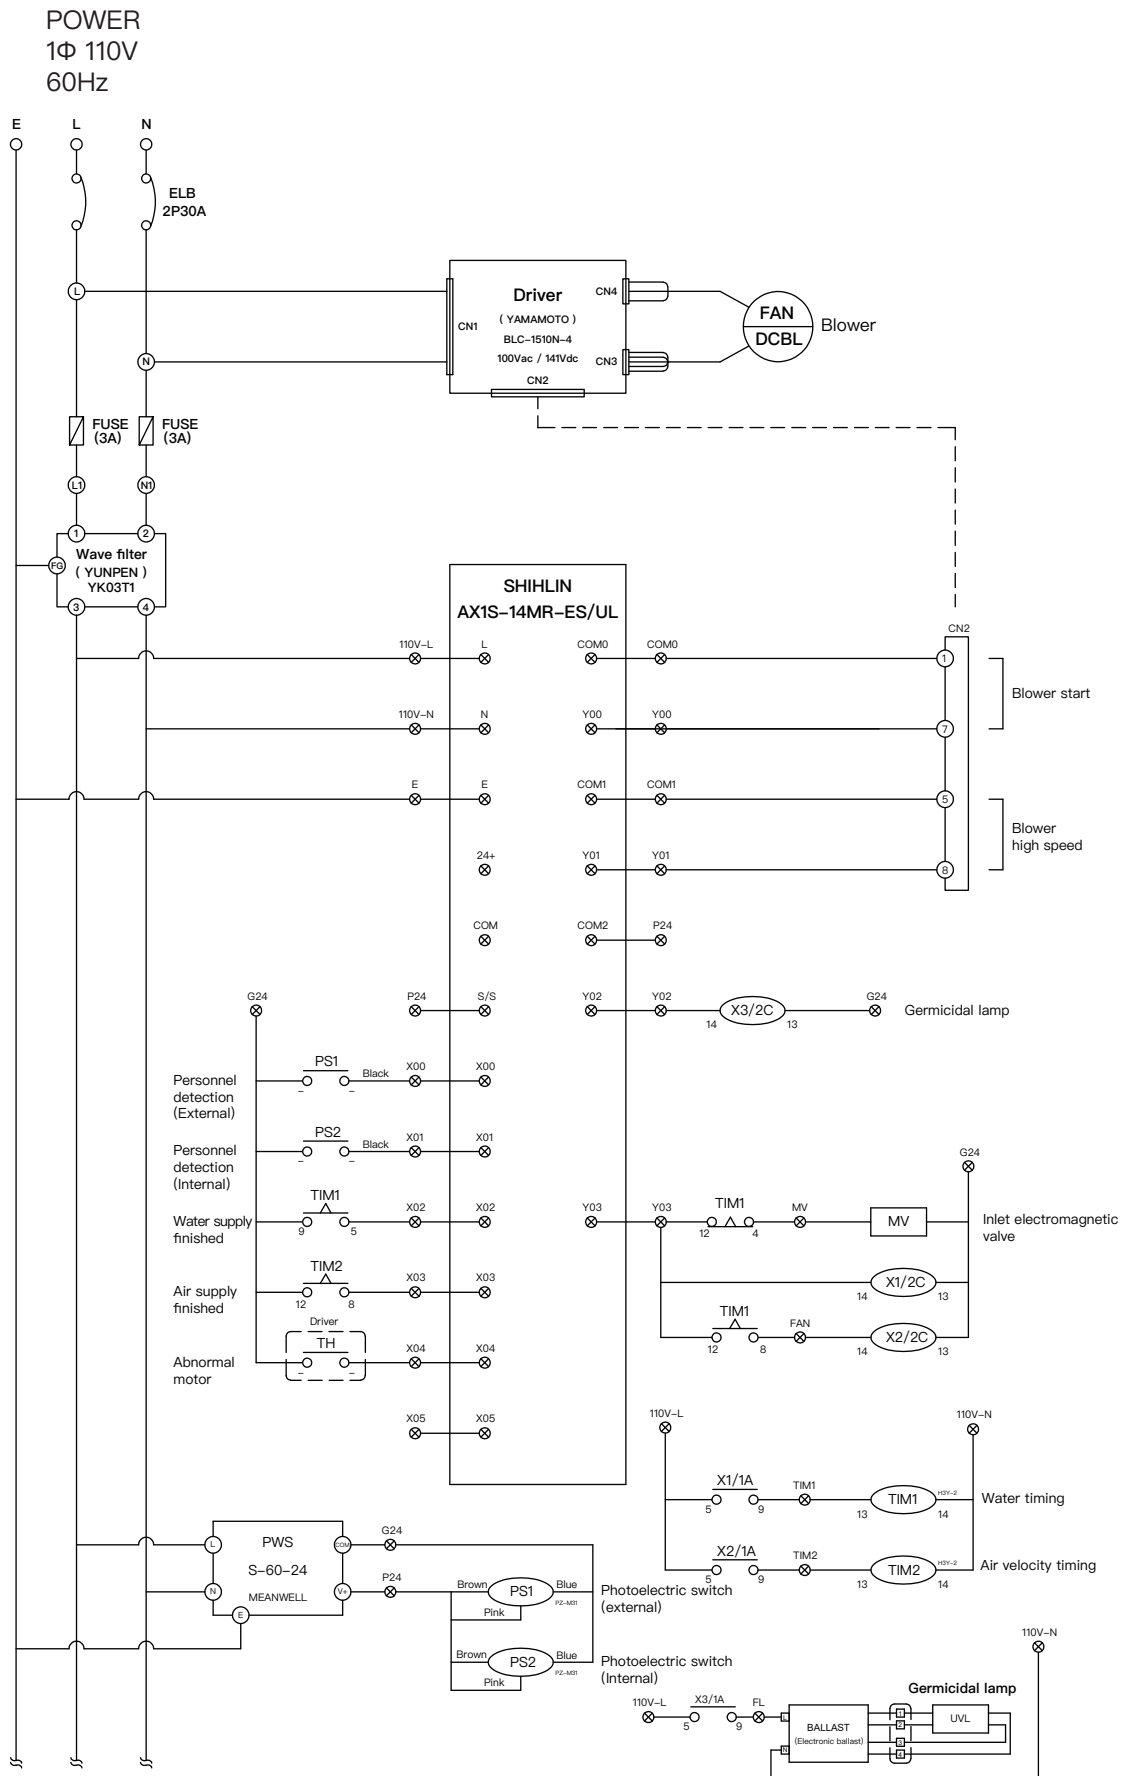 POWER
1Φ 110V
60Hz
E
L
N
ELB
2P30A
L
Driver
( YAMAMOTO )
BLC-1510N-4
100Vac / 141Vdc
CN1
CN4
CN3
CN2
FAN
DCBL
Blower
N
FUSE
(3A)
FUSE
(3A)
L1
N1
1
2
Wave filter
( YUNPEN )
YK03T1
FG
3
4
SHIHLIN
AX1S-14MR-ES/UL
CN2
110V-L
L
COM0
COM0
1
Blower start
110V-N
N
Y00
Y00
7
E
E
COM1
COM1
5
Blower
high speed
24+
Y01
Y01
8
COM
COM2
P24
G24
P24
S/S
Y02
Y02
X3/2C
14
13
G24
Germicidal lamp
Personnel
detection
(External)
PS1
–
–
Black
X00
X00
Personnel
detection
(Internal)
PS2
–
–
Black
X01
X01
G24
Water supply
finished
TIM1
9
5
X02
X02
Y03
Y03
TIM1
12
4
MV
MV
Inlet electromagnetic
valve
Air supply
finished
TIM2
12
8
X03
X03
X1/2C
14
13
Abnormal
motor
Driver
TH
–
–
X04
X04
TIM1
12
8
FAN
X2/2C
14
13
X05
X05
110V-L
110V-N
X1/1A
5
9
TIM1
TIM1
13
14
H3Y-2
Water timing
X2/1A
5
9
TIM2
TIM2
13
14
H3Y-2
Air velocity timing
PWS
S-60-24
MEANWELL
L
N
E
COM
V+
G24
P24
Brown
PS1
Blue
PZ-M31
Pink
Photoelectric switch
(external)
Brown
PS2
Blue
PZ-M31
Pink
Photoelectric switch
(Internal)
110V-N
Germicidal lamp
110V-L
X3/1A
5
9
FL
L
N
BALLAST
(Electronic ballast)
1
2
3
4
UVL